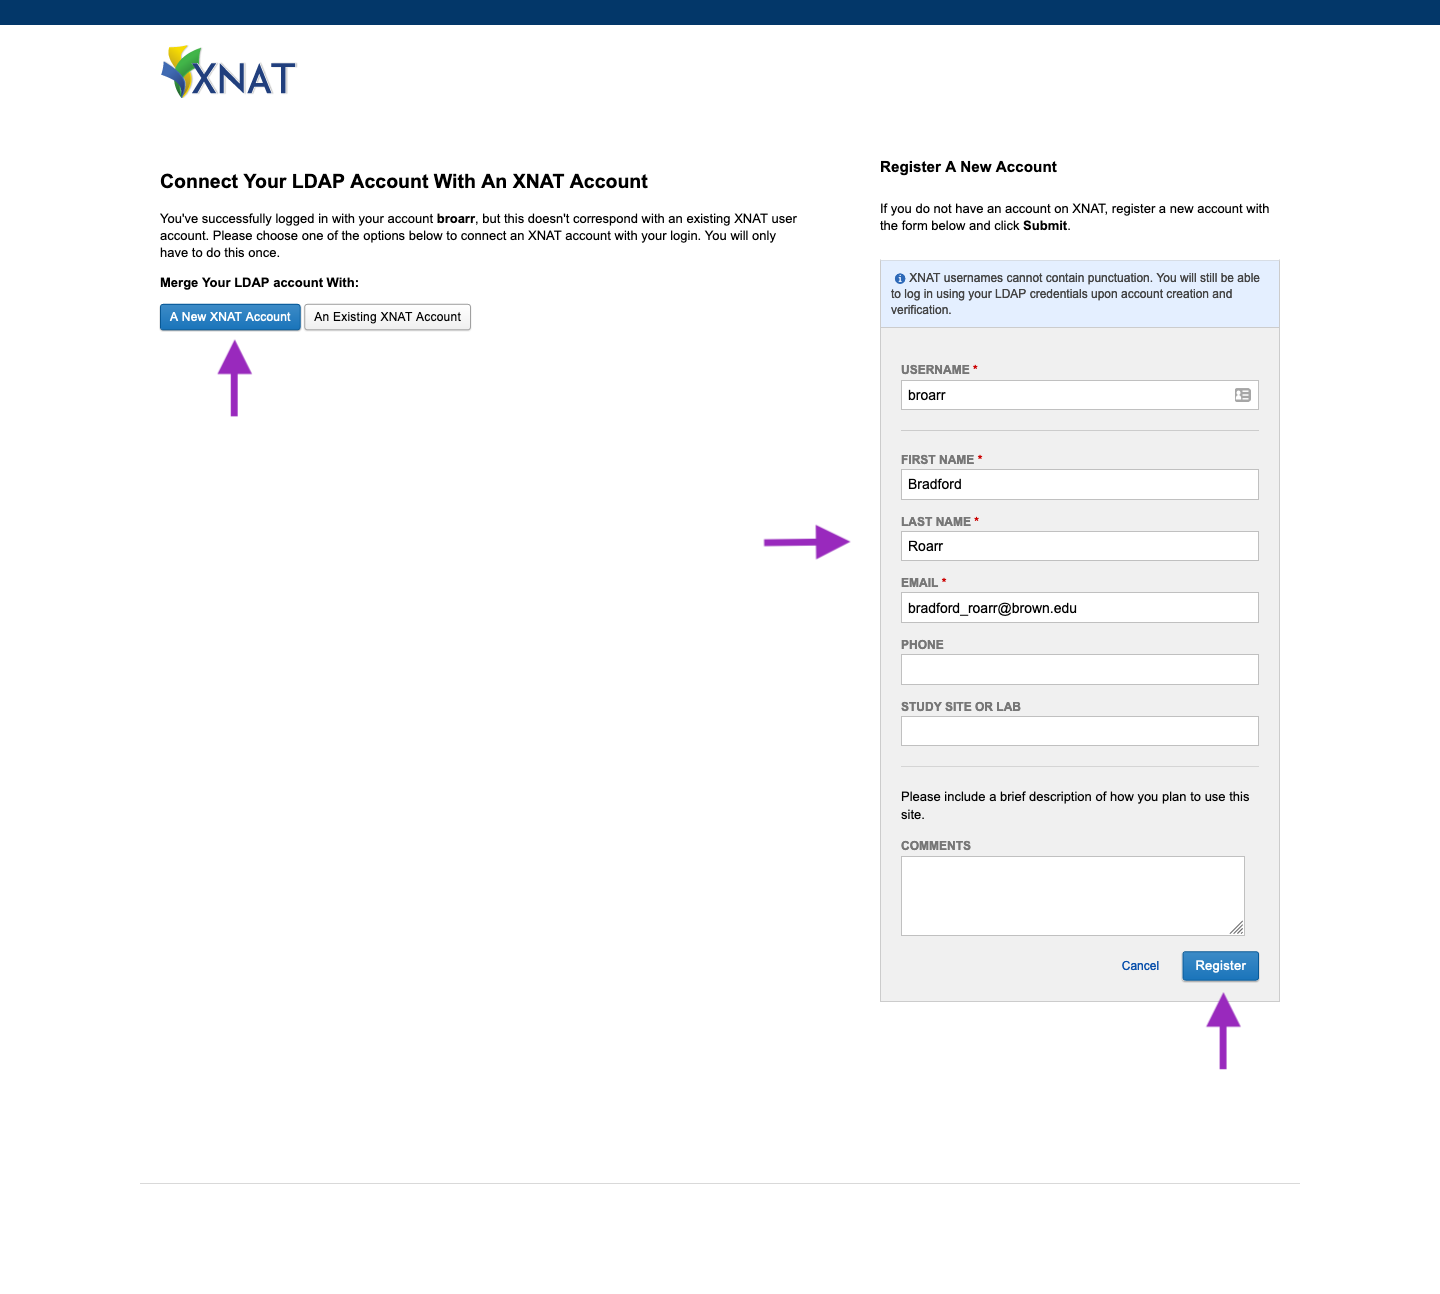 XNAT
Connect Your LDAP Account With An XNAT Account
You've successfully logged in with your account broarr, but this doesn't correspond with an existing XNAT user
account. Please choose one of the options below to connect an XNAT account with your login. You will only
have to do this once.
Merge Your LDAP account With:
A New XNAT Account
An Existing XNAT Account
Register A New Account
If you do not have an account on XNAT, register a new account with
the form below and click Submit.
XNAT usernames cannot contain punctuation. You will still be able
to log in using your LDAP credentials upon account creation and
verification.
USERNAME *
broarr
FIRST NAME *
Bradford
LAST NAME *
Roarr
EMAIL *
bradford_roarr@brown.edu
PHONE
STUDY SITE OR LAB
Please include a brief description of how you plan to use this
site.
COMMENTS
Cancel
Register